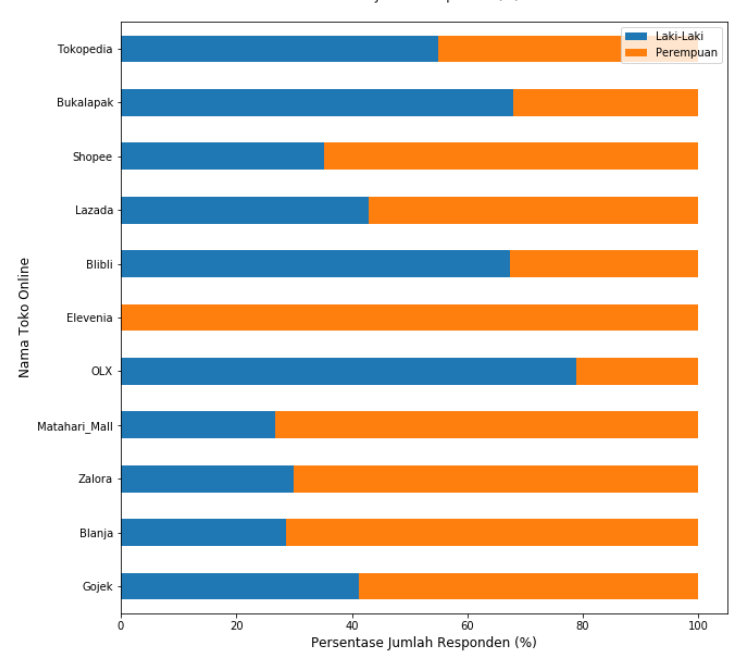 Laki-Laki
Perempuan
Tokopedia
Bukalapak
Shopee
Lazada
Blibli
Elevenia
OLX
Matahari_Mall
Zalora
Blanja
Gojek
Nama Toko Online
0 20 40 60 80 100
Persentase Jumlah Responden (%)